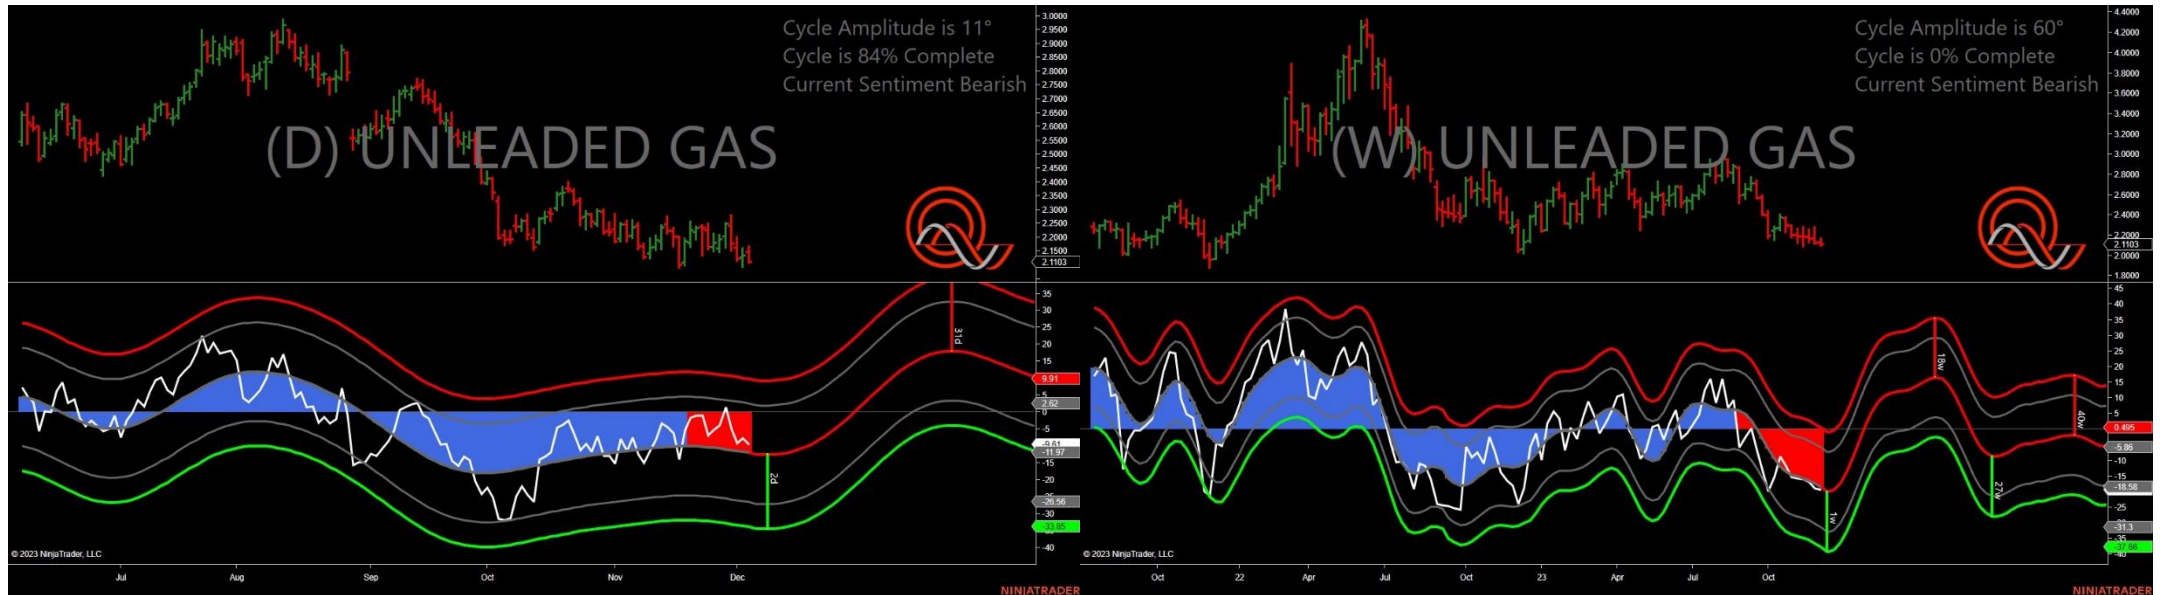 Cycle Amplitude is 11°
Cycle is 84% Complete
Current Sentiment Bearish
(D) UNLEADED GAS
3.0000
2.9500
2.9000
2.8500
2.8000
2.7500
2.7000
2.6500
2.6000
2.5500
2.5000
2.4500
2.4000
2.3500
2.3000
2.2500
2.2000
2.1500
2.1103
35
30
25
20
15
9.91
5
2.62
0
-5
-9.61
-11.97
-15
-20
-26.56
-30
-33.85
-40
31d
2d
© 2023 NinjaTrader, LLC
Jul
Aug
Sep
Oct
Nov
Dec
NINJATRADER
Cycle Amplitude is 60°
Cycle is 0% Complete
Current Sentiment Bearish
(W) UNLEADED GAS
4.4000
4.2000
4.0000
3.8000
3.6000
3.4000
3.2000
3.0000
2.8000
2.6000
2.4000
2.2000
2.1103
2.0000
1.8000
45
40
35
30
25
20
15
10
5
0.495
-5.86
-10
-15
-18.58
-25
-31.3
-37.66
18w
40w
27w
1w
© 2023 NinjaTrader, LLC
Oct
22
Apr
Jul
Oct
23
Apr
Jul
Oct
NINJATRADER